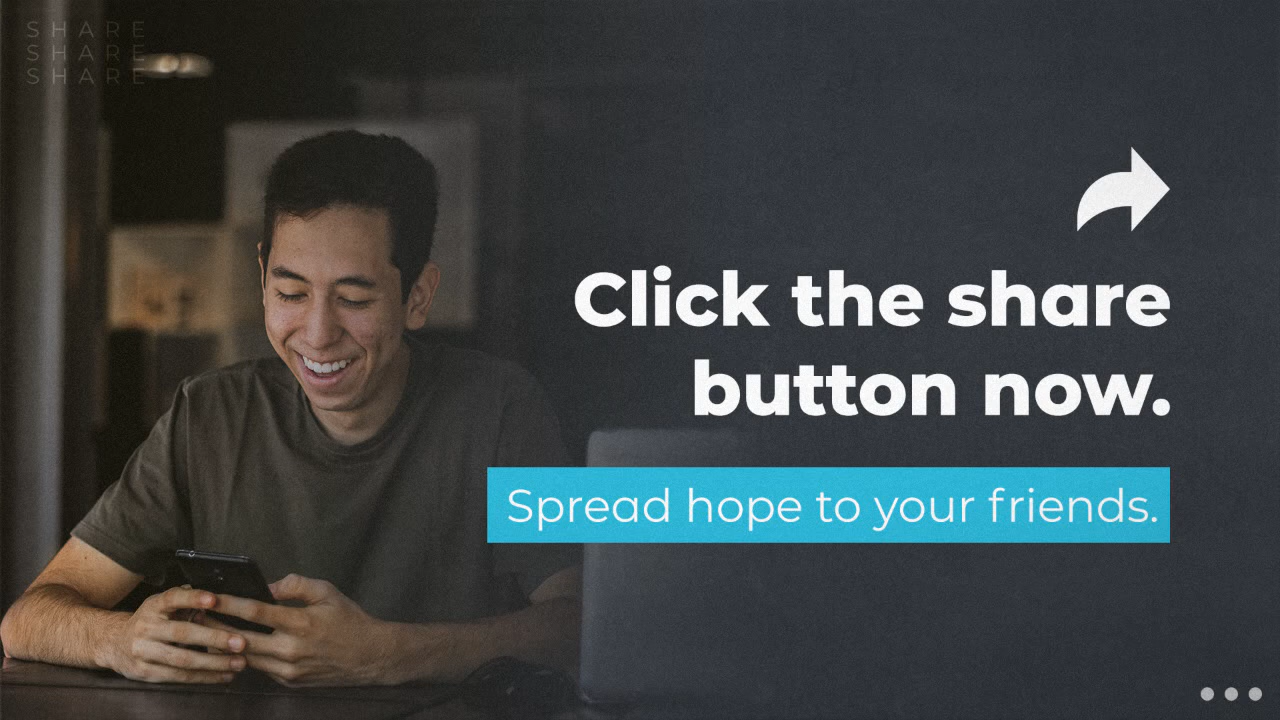 SHARE
SHARE
SHARE
Click the share
button now.
Spread hope to your friends.